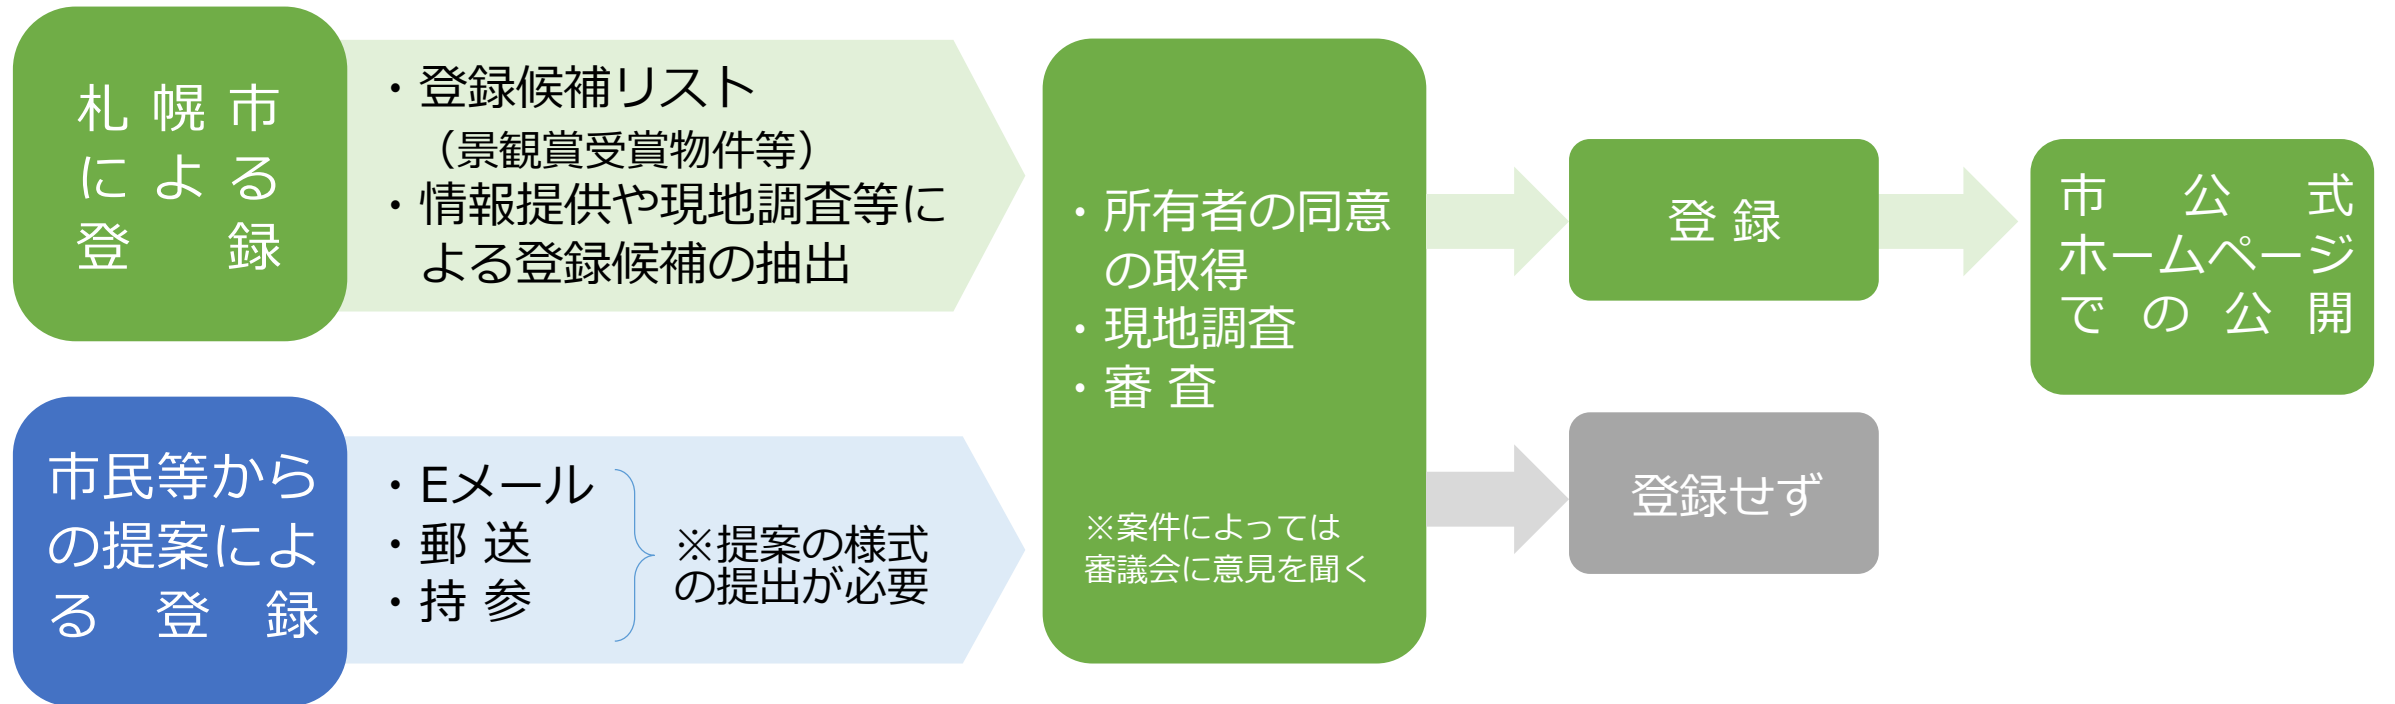 札幌市
による
登録
・登録候補リスト
（景観賞受賞物件等）
・情報提供や現地調査等に
よる登録候補の抽出
市民等から
の提案によ
る登録
・Eメール
・郵 送
・持 参
※提案の様式
の提出が必要
・所有者の同意
の取得
・現地調査
・審 査
※案件によっては
審議会に意見を聞く
登 録
登録せず
市公式
ホームページ
での公開